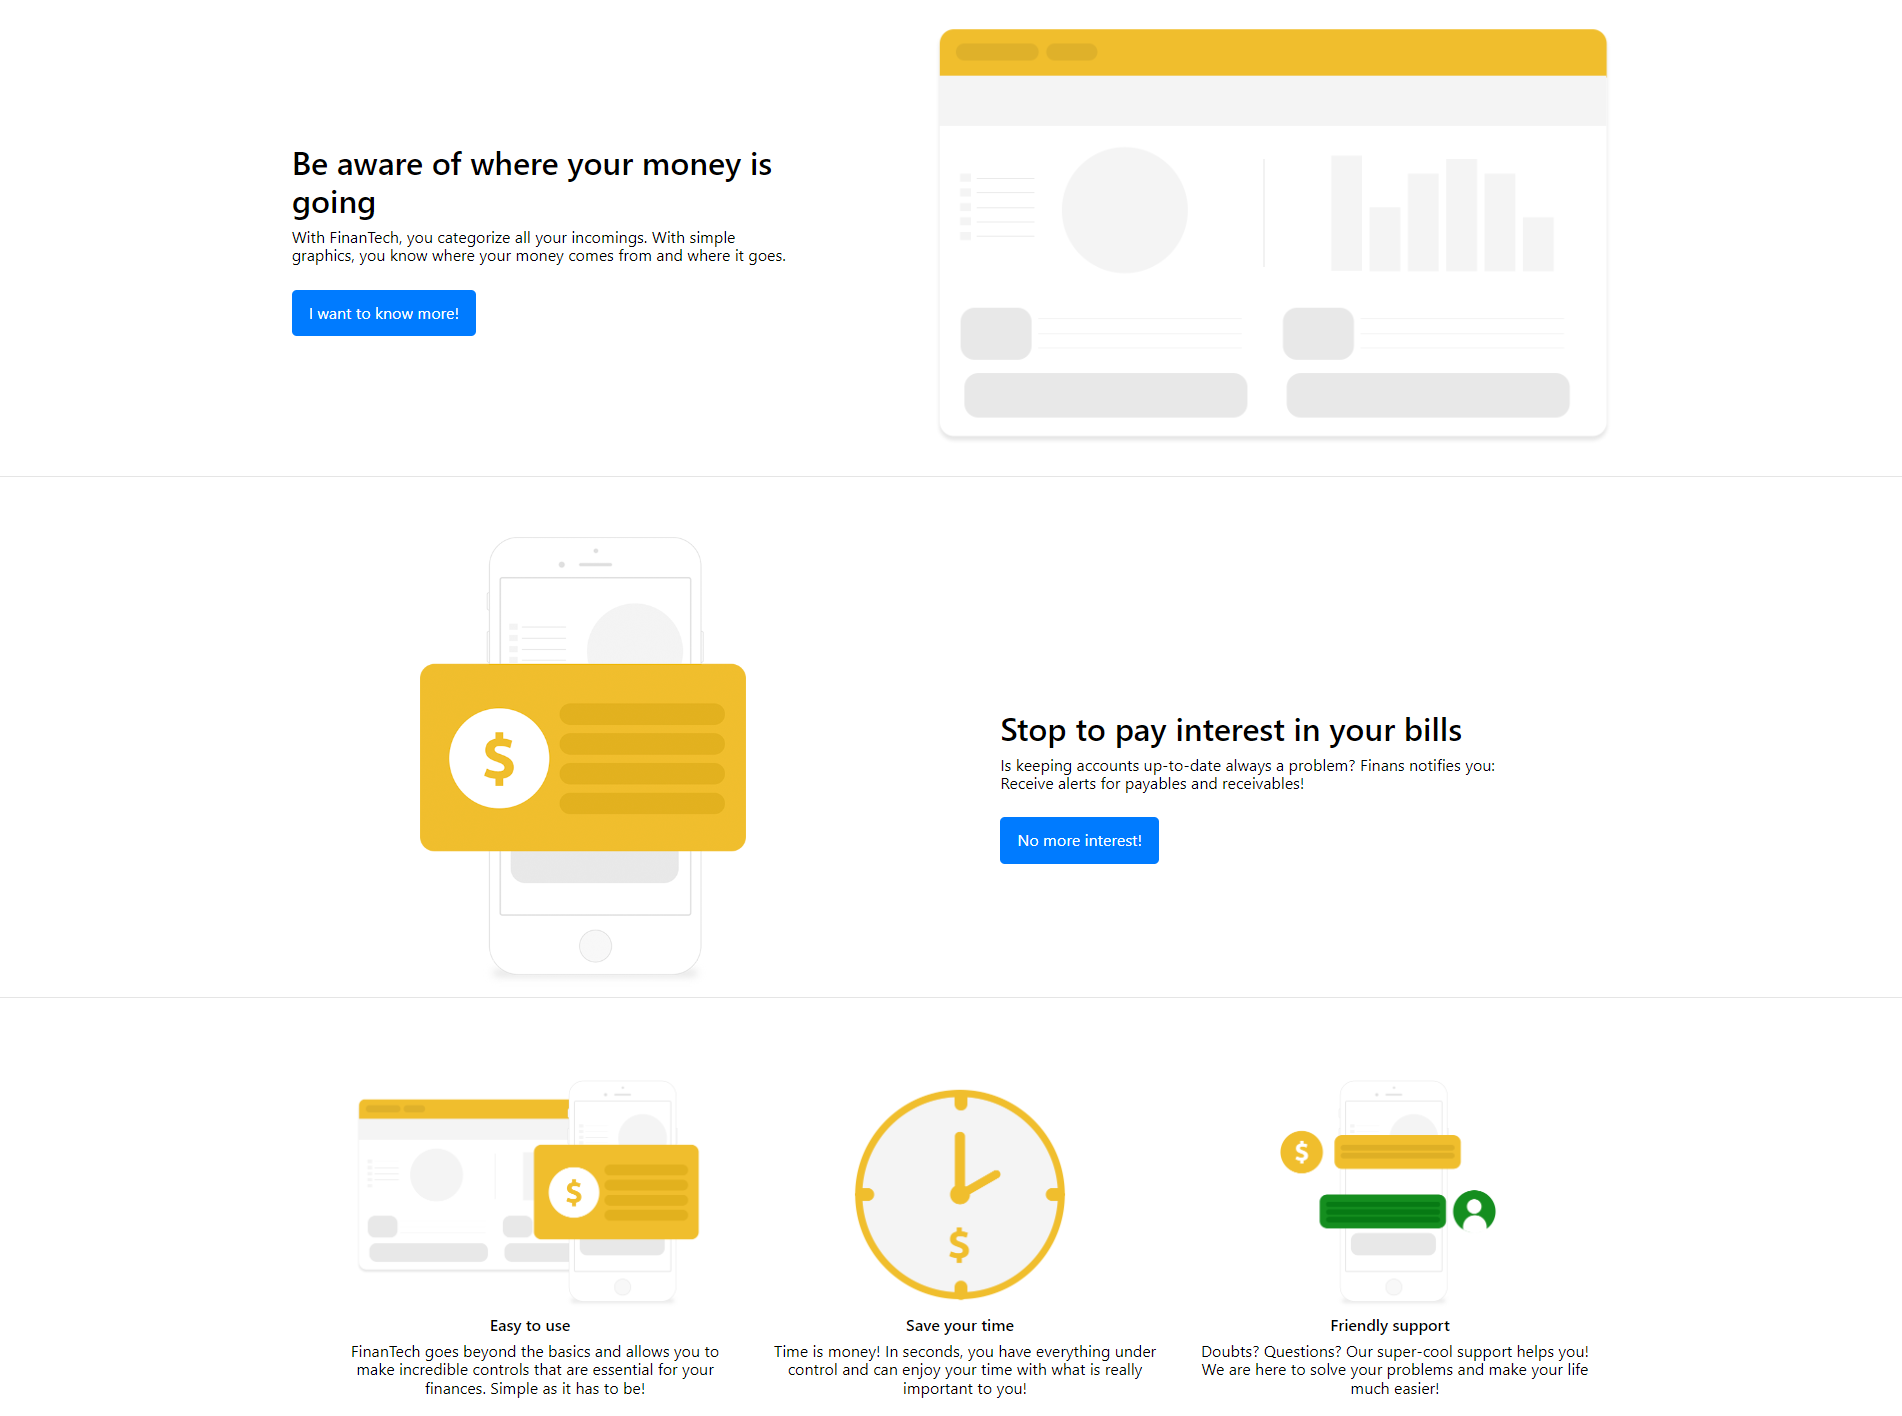 Be aware of where your money is
going
With FinanTech, you categorize all your incomings. With simple
graphics, you know where your money comes from and where it goes.
I want to know more!
$
Stop to pay interest in your bills
Is keeping accounts up-to-date always a problem? Finans notifies you:
Receive alerts for payables and receivables!
No more interest!
$
$
$
Easy to use
FinanTech goes beyond the basics and allows you to
make incredible controls that are essential for your
finances. Simple as it has to be!
Save your time
Time is money! In seconds, you have everything under
control and can enjoy your time with what is really
important to you!
Friendly support
Doubts? Questions? Our super-cool support helps you!
We are here to solve your problems and make your life
much easier!